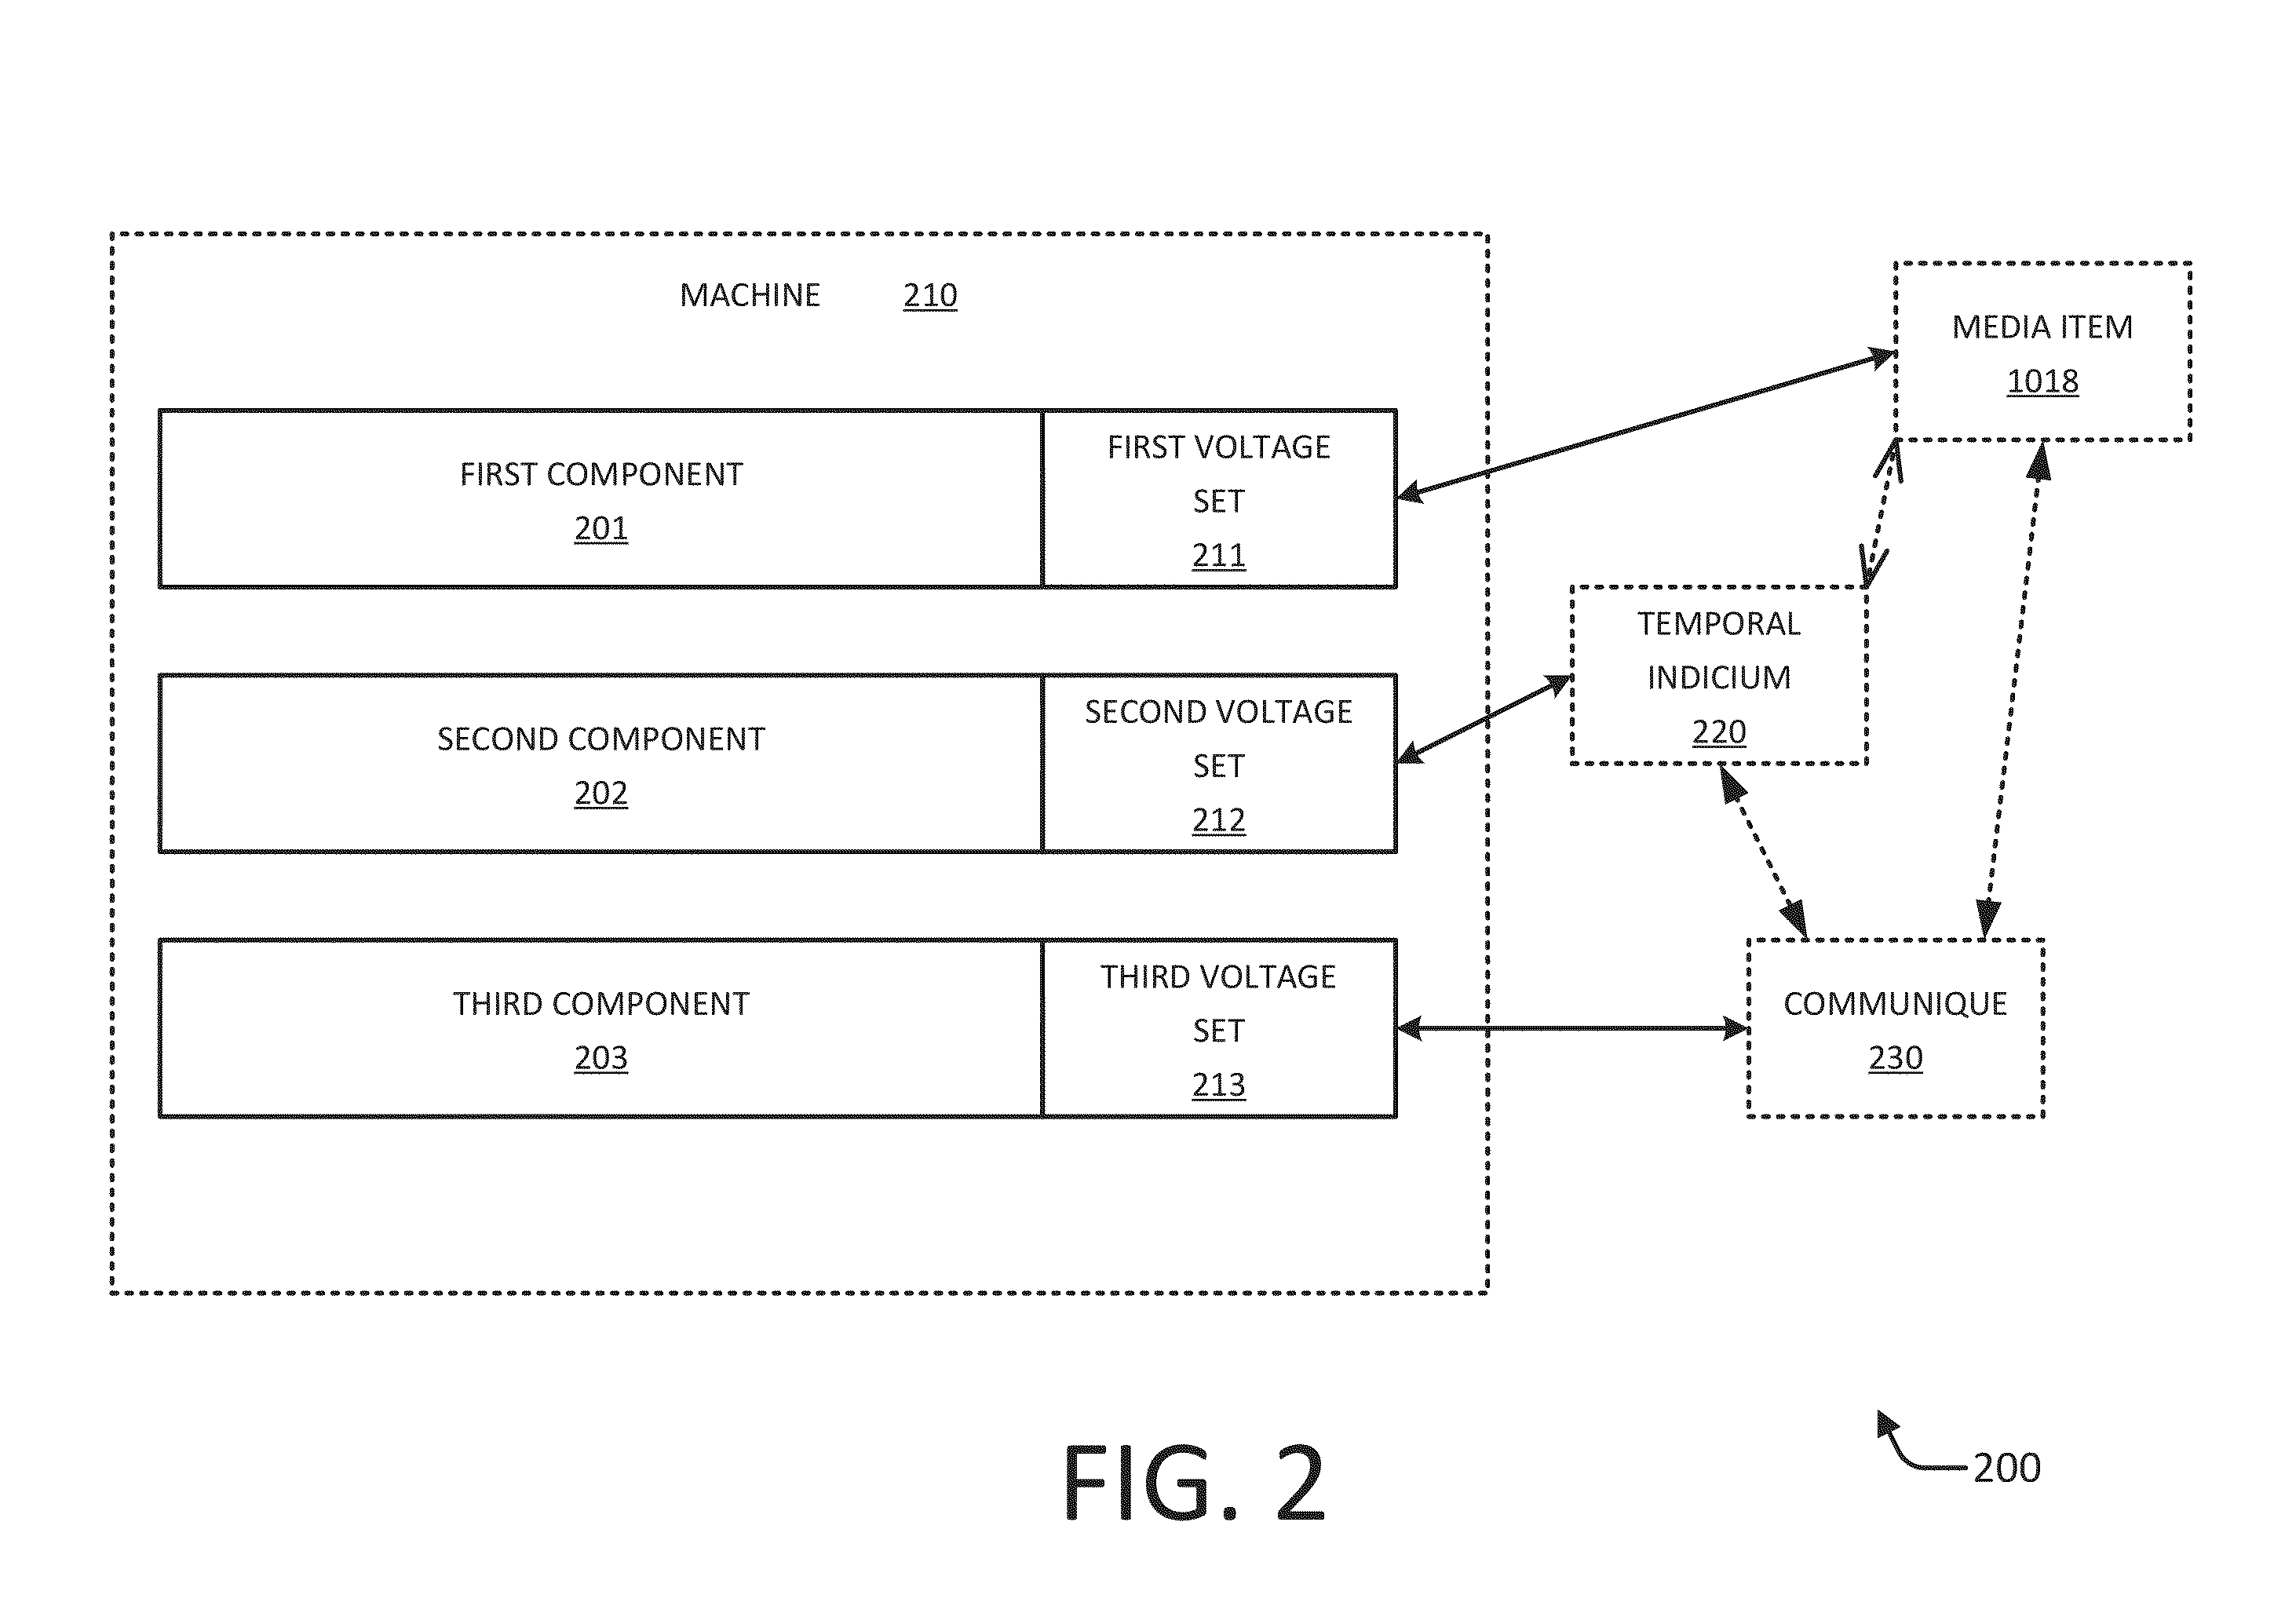 MACHINE 210
MEDIA ITEM
1018
FIRST COMPONENT
201
FIRST VOLTAGE
SET
211
TEMPORAL
INDICIUM
220
SECOND COMPONENT
202
SECOND VOLTAGE
SET
212
THIRD COMPONENT
203
THIRD VOLTAGE
SET
213
COMMUNIQUE
230
200
FIG. 2